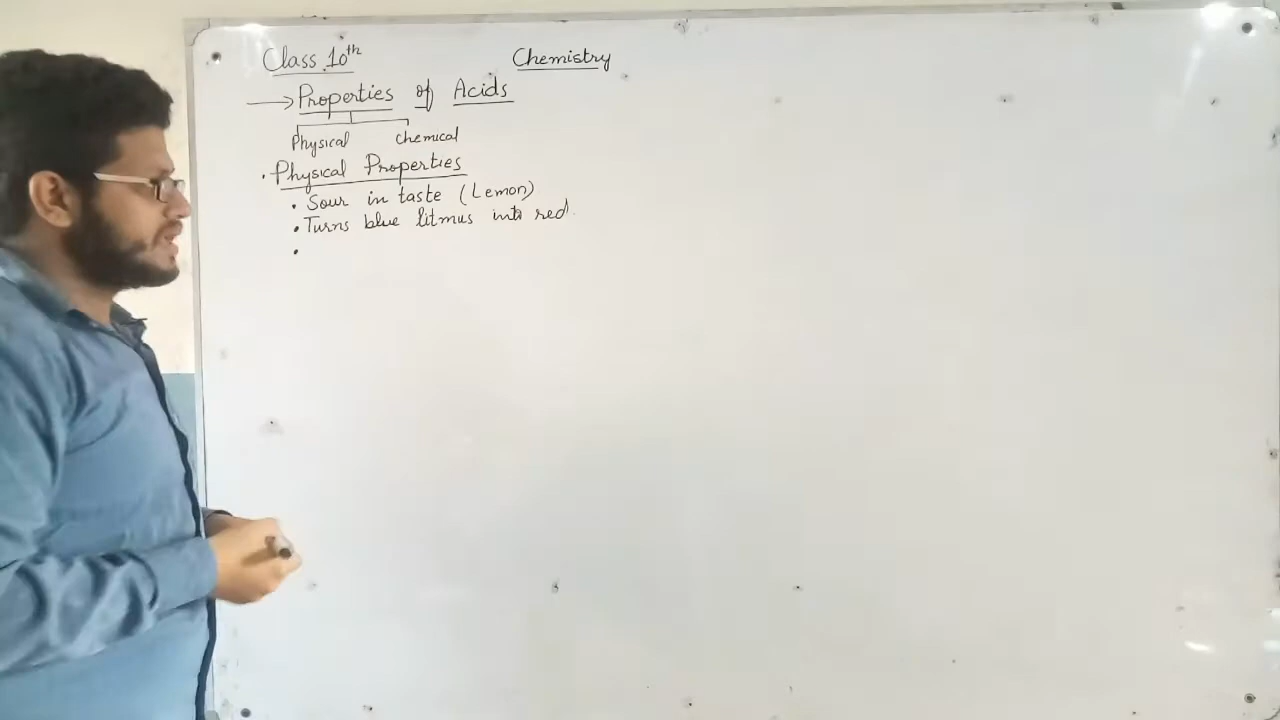 Class 10th Chemistry
→ Properties of Acids
Physical chemical
• Physical Properties
• Sour in taste (Lemon)
• Turns blue litmus into red.
•